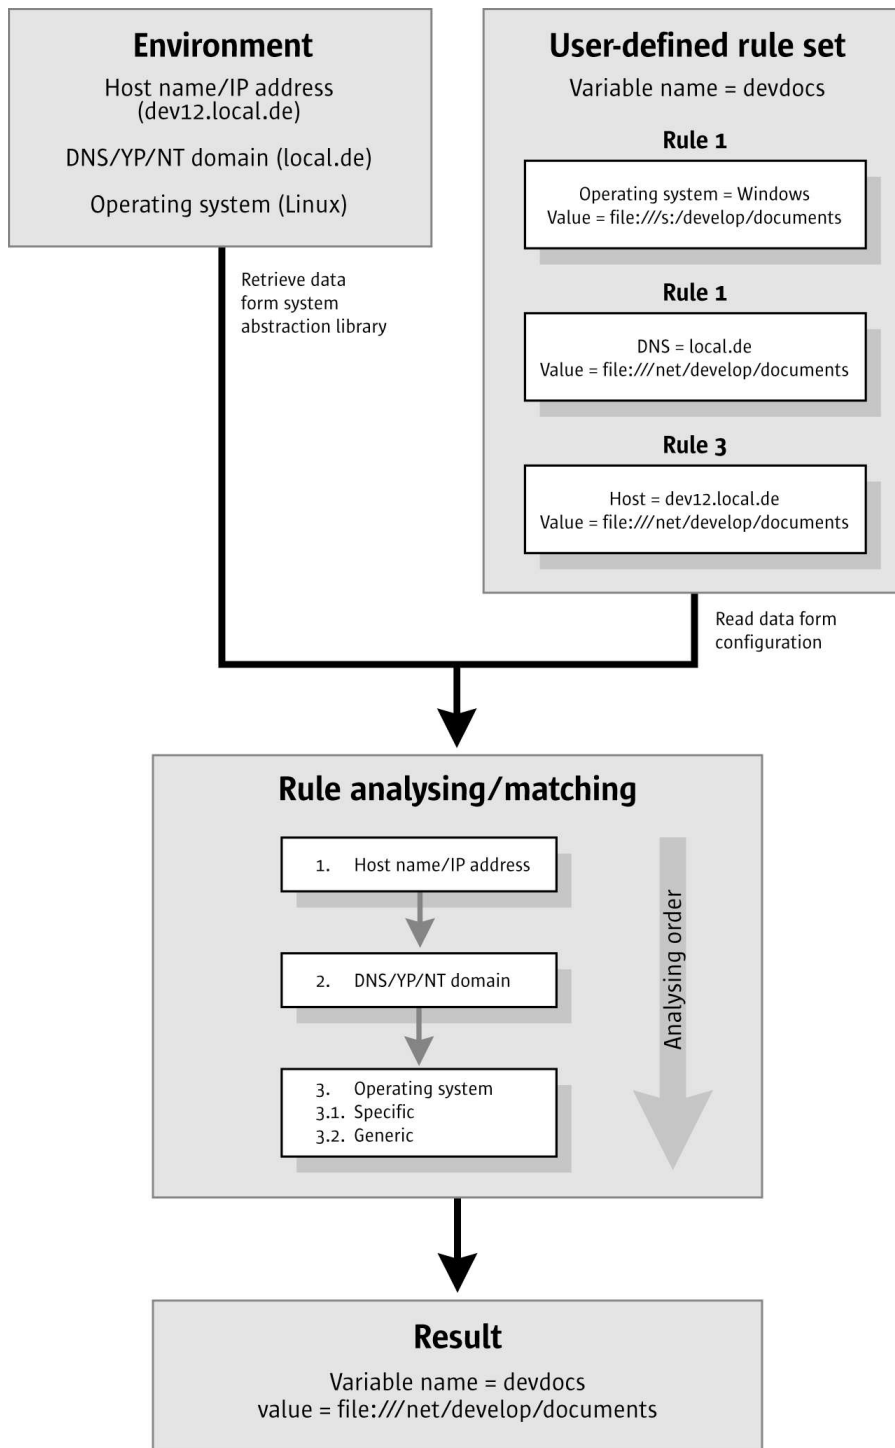 Environment
Host name/IP address
(dev12.local.de)
DNS/YP/NT domain (local.de)
Operating system (Linux)
User-defined rule set
Variable name = devdocs
Rule 1
Operating system = Windows
Value = file:///s:/develop/documents
Rule 1
DNS = local.de
Value = file:///net/develop/documents
Rule 3
Host = dev12.local.de
Value = file:///net/develop/documents
Retrieve data
form system
abstraction library
Read data form
configuration
Rule analysing/matching
1. Host name/IP address
2. DNS/YP/NT domain
3. Operating system
3.1. Specific
3.2. Generic
Analysing order
Result
Variable name = devdocs
value = file:///net/develop/documents